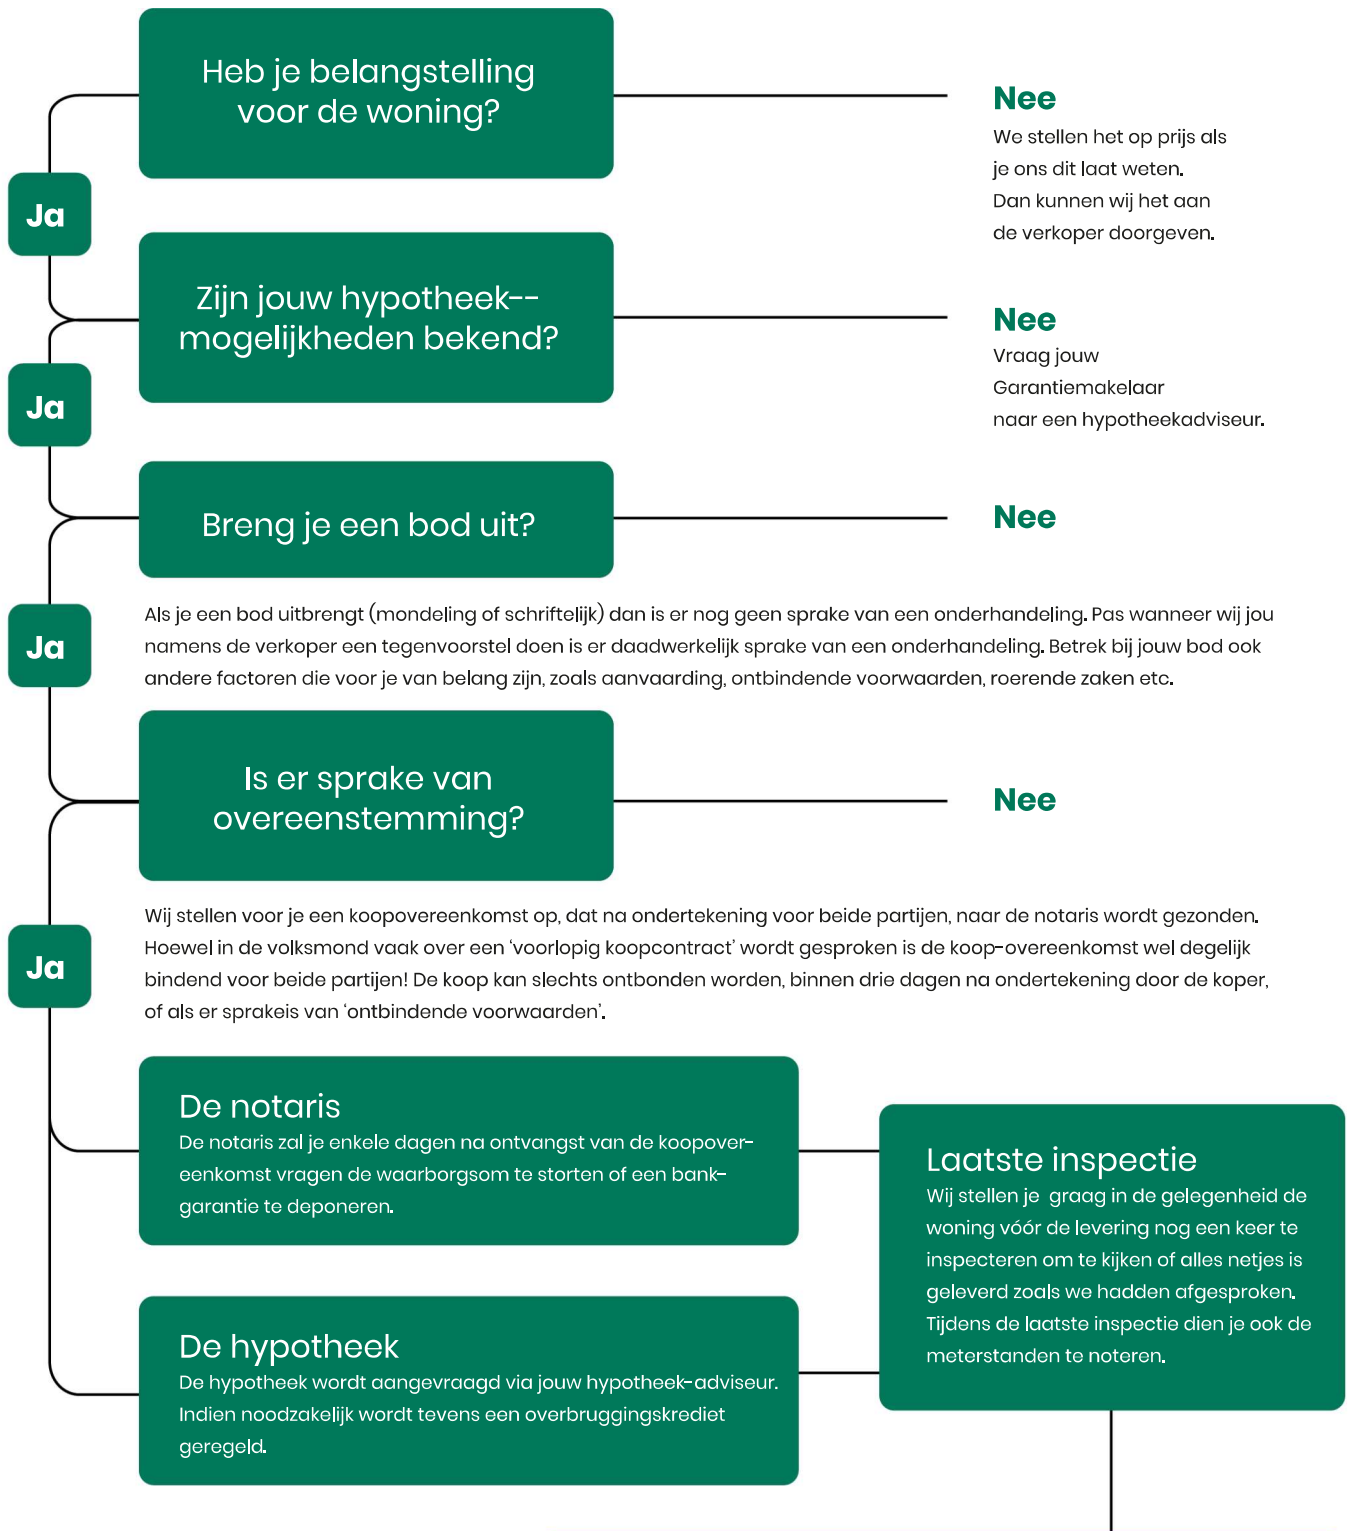 Heb je belangstelling
voor de woning?
Nee
We stellen het op prijs als
je ons dit laat weten.
Dan kunnen wij het aan
de verkoper doorgeven.
Ja
Zijn jouw hypotheek--
mogelijkheden bekend?
Nee
Vraag jouw
Garantiemakelaar
naar een hypotheekadviseur.
Ja
Breng je een bod uit?
Nee
Als je een bod uitbrengt (mondeling of schriftelijk) dan is er nog geen sprake van een onderhandeling. Pas wanneer wij jou
namens de verkoper een tegenvoorstel doen is er daadwerkelijk sprake van een onderhandeling. Betrek bij jouw bod ook
andere factoren die voor je van belang zijn, zoals aanvaarding, ontbindende voorwaarden, roerende zaken etc.
Ja
Is er sprake van
overeenstemming?
Nee
Wij stellen voor je een koopovereenkomst op, dat na ondertekening voor beide partijen, naar de notaris wordt gezonden.
Hoewel in de volksmond vaak over een ‘voorlopig koopcontract’ wordt gesproken is de koop-overeenkomst wel degelijk
bindend voor beide partijen! De koop kan slechts ontbonden worden, binnen drie dagen na ondertekening door de koper,
of als er sprakeis van ‘ontbindende voorwaarden’.
Ja
De notaris
De notaris zal je enkele dagen na ontvangst van de koopover-
eenkomst vragen de waarborgsom te storten of een bank-
garantie te deponeren.
Laatste inspectie
Wij stellen je graag in de gelegenheid de
woning vóór de levering nog een keer te
inspecteren om te kijken of alles netjes is
geleverd zoals we hadden afgesproken.
Tijdens de laatste inspectie dien je ook de
meterstanden te noteren.
De hypotheek
De hypotheek wordt aangevraagd via jouw hypotheek-adviseur.
Indien noodzakelijk wordt tevens een overbruggingskrediet
geregeld.